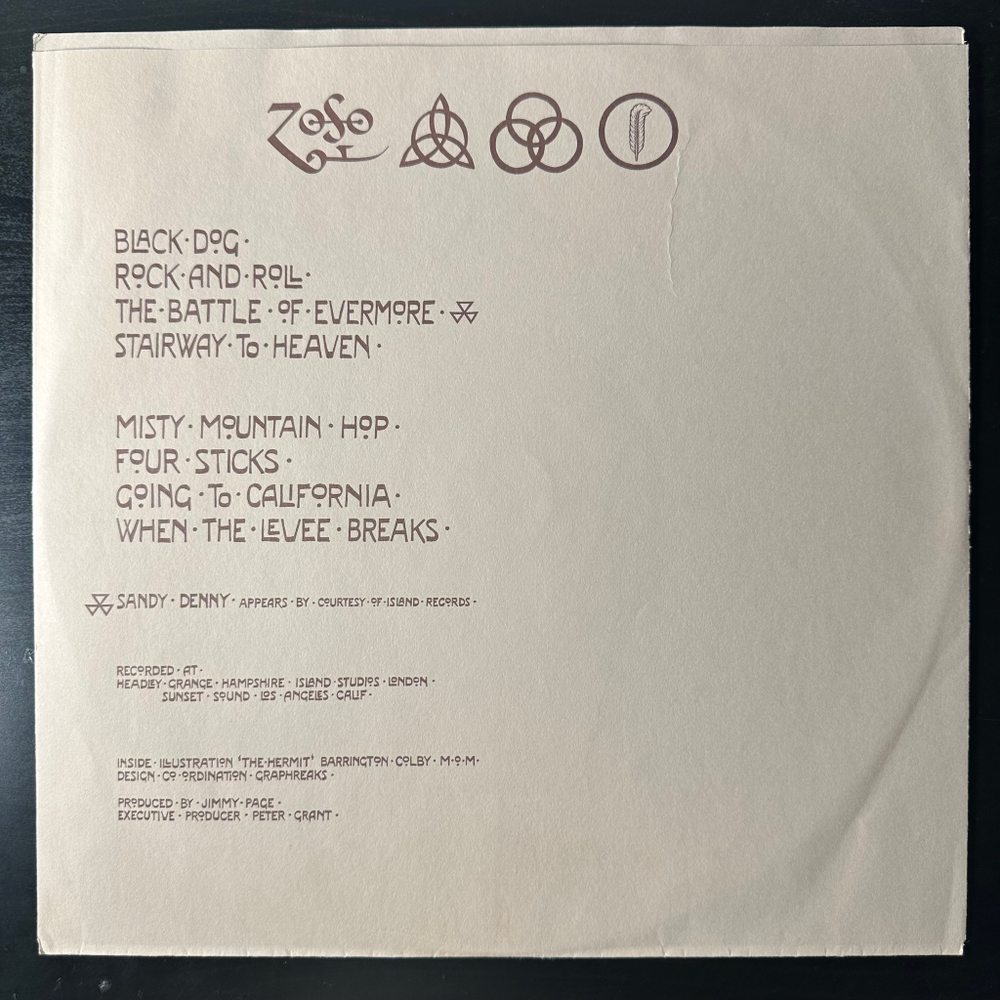 ZOSO
BLACK·DOG·
ROCK·AND·ROLL·
THE·BATTLE·OF·EVERMORE·
STAIRWAY·TO·HEAVEN·
MISTY·MOUNTAIN·HOP·
FOUR·STICKS·
GOING·TO·CALIFORNIA·
WHEN·THE·LEVEE·BREAKS·
SANDY·DENNY·APPEARS·BY·COURTESY·OF·ISLAND·RECORDS·
RECORDED·AT·
HEADLEY·GRANGE·HAMPSHIRE·ISLAND·STUDIOS·LONDON·
SUNSET·SOUND·LOS·ANGELES·CALIF·
INSIDE·ILLUSTRATION 'THE·HERMIT' BARRINGTON·COLBY·M·O·M·
DESIGN·CO·ORDINATION·GRAPHREAKS·
PRODUCED·BY·JIMMY·PAGE·
EXECUTIVE·PRODUCER·PETER·GRANT·